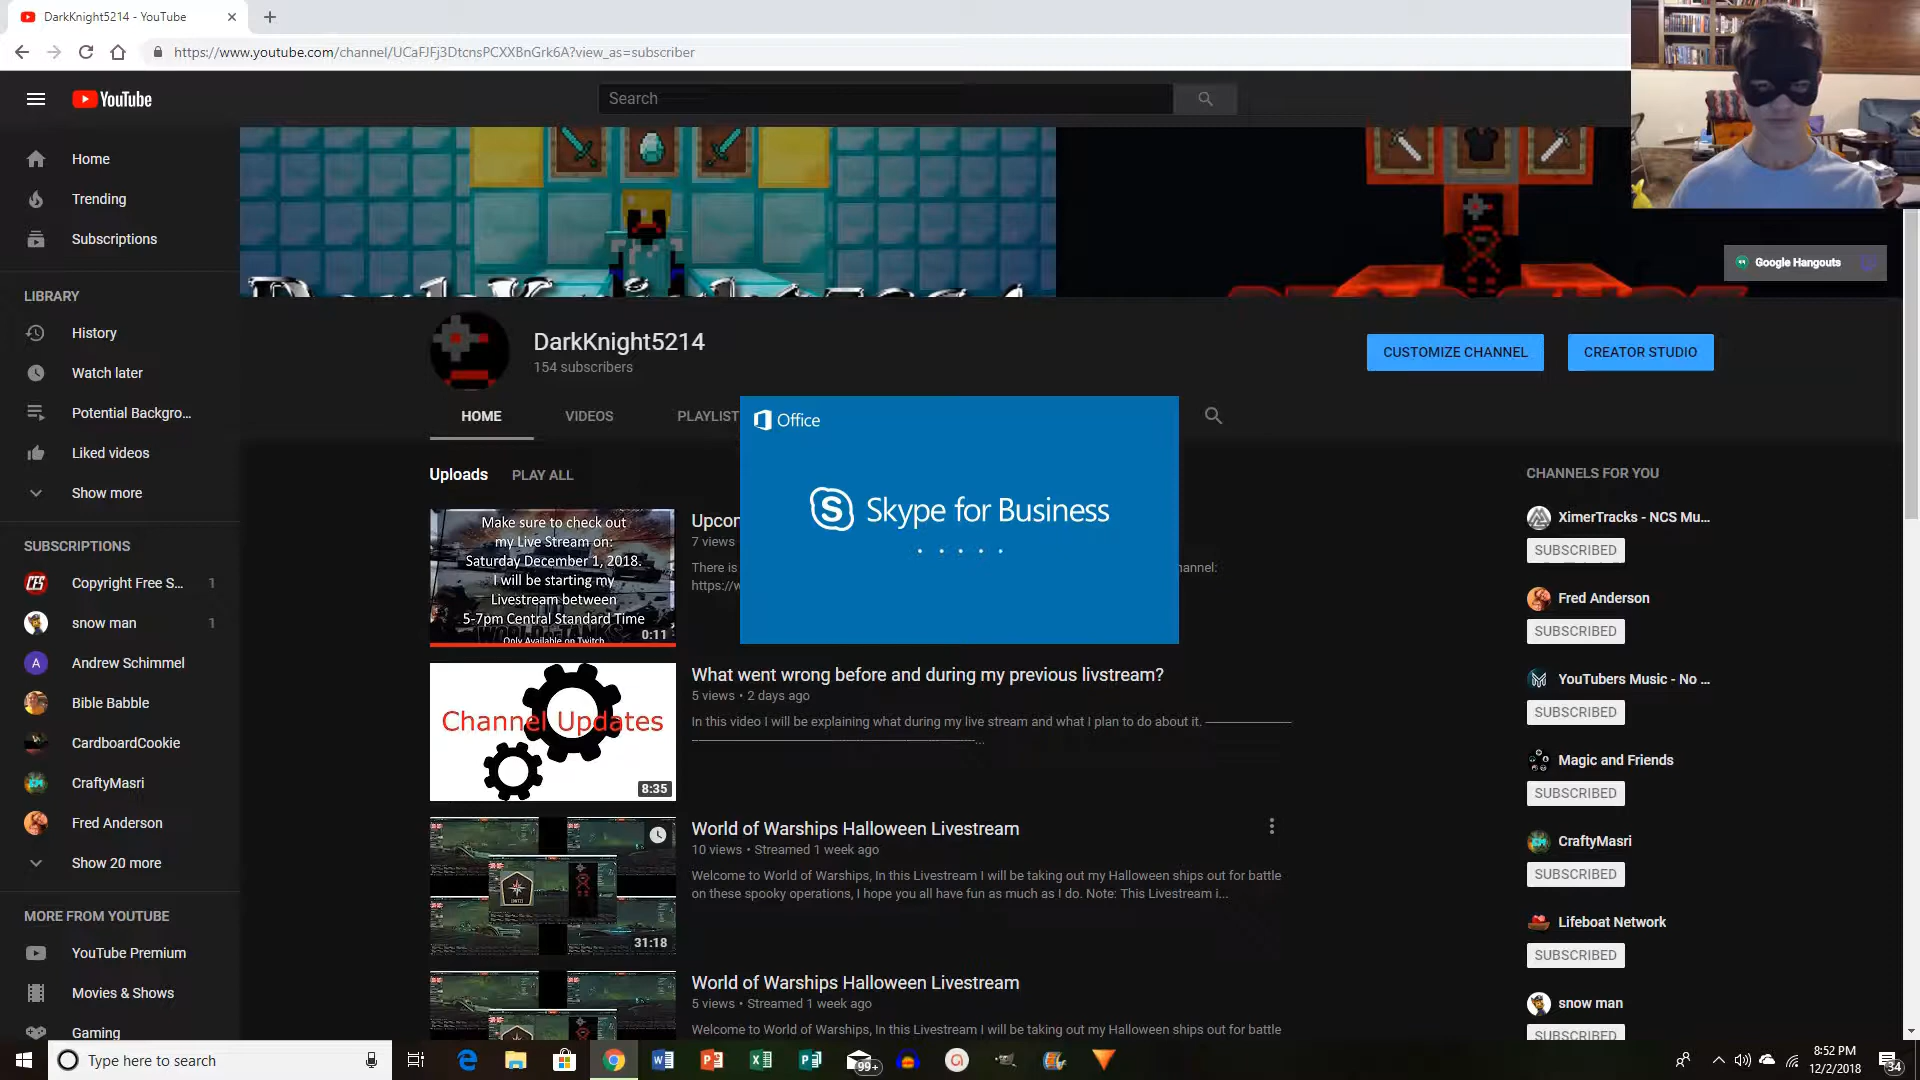 DarkKnight5214 - YouTube
https://www.youtube.com/channel/UCaFJFj3DtcnsPCXXBnGrk6A?view_as=subscriber
YouTube
Search
Home
Trending
Subscriptions
LIBRARY
History
Watch later
Potential Backgro...
Liked videos
Show more
SUBSCRIPTIONS
Copyright Free S... 1
snow man 1
Andrew Schimmel
Bible Babble
CardboardCookie
CraftyMasri
Fred Anderson
Show 20 more
MORE FROM YOUTUBE
YouTube Premium
Movies & Shows
Gaming
Google Hangouts
DarkKnight5214
154 subscribers
CUSTOMIZE CHANNEL
CREATOR STUDIO
HOME
VIDEOS
PLAYLIST
Office
Skype for Business
Uploads
PLAY ALL
Make sure to check out
my Live Stream on:
Saturday December 1, 2018.
I will be starting my
Livestream between
5-7pm Central Standard Time
Only Available on Twitch
0:11
Upcom
7 views
There is
hannel:
https://w
Channel Updates
8:35
What went wrong before and during my previous livstream?
5 views • 2 days ago
In this video I will be explaining what during my live stream and what I plan to do about it. ——————
...
31:18
World of Warships Halloween Livestream
10 views • Streamed 1 week ago
Welcome to World of Warships, In this Livestream I will be taking out my Halloween ships out for battle
on these spooky operations, I hope you all have fun as much as I do. Note: This Livestream i...
World of Warships Halloween Livestream
5 views • Streamed 1 week ago
Welcome to World of Warships, In this Livestream I will be taking out my Halloween ships out for battle
CHANNELS FOR YOU
XimerTracks - NCS Mu...
SUBSCRIBED
Fred Anderson
SUBSCRIBED
YouTubers Music - No ...
SUBSCRIBED
Magic and Friends
SUBSCRIBED
CraftyMasri
SUBSCRIBED
Lifeboat Network
SUBSCRIBED
snow man
SUBSCRIBED
Type here to search
99+
8:52 PM
12/2/2018
34